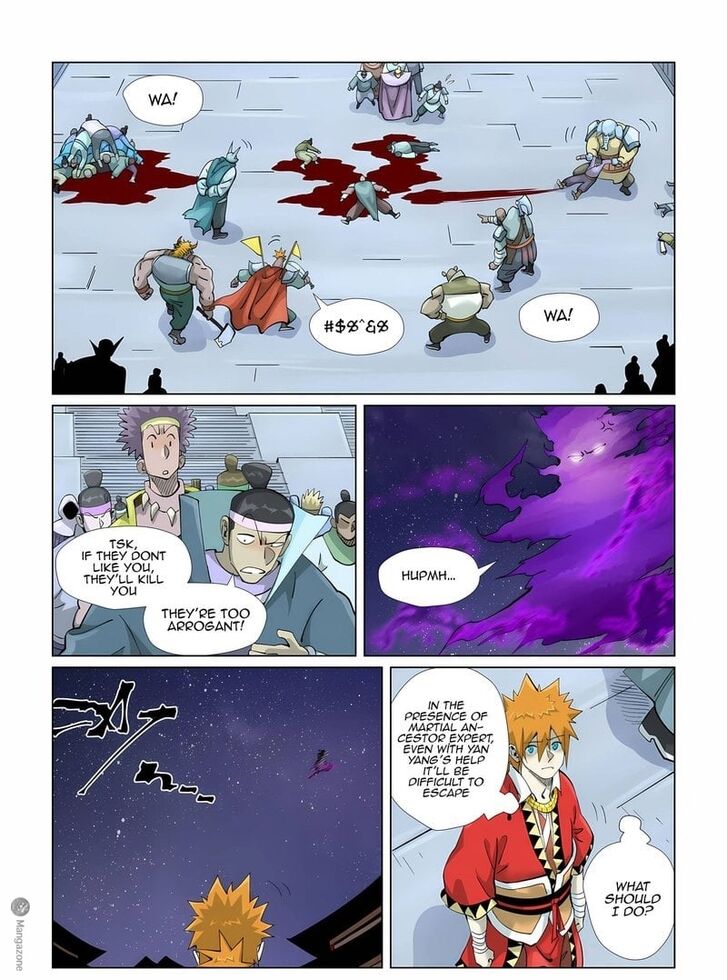 WA!
#$%^&%
WA!
TSK,
IF THEY DONT
LIKE YOU,
THEY'LL KILL
YOU
THEY'RE TOO
ARROGANT!
HUPMH...
IN THE
PRESENCE OF
MARTIAL AN-
CESTOR EXPERT,
EVEN WITH YAN
YANG'S HELP
IT'LL BE
DIFFICULT TO
ESCAPE
WHAT
SHOULD
I DO?
Mangazone